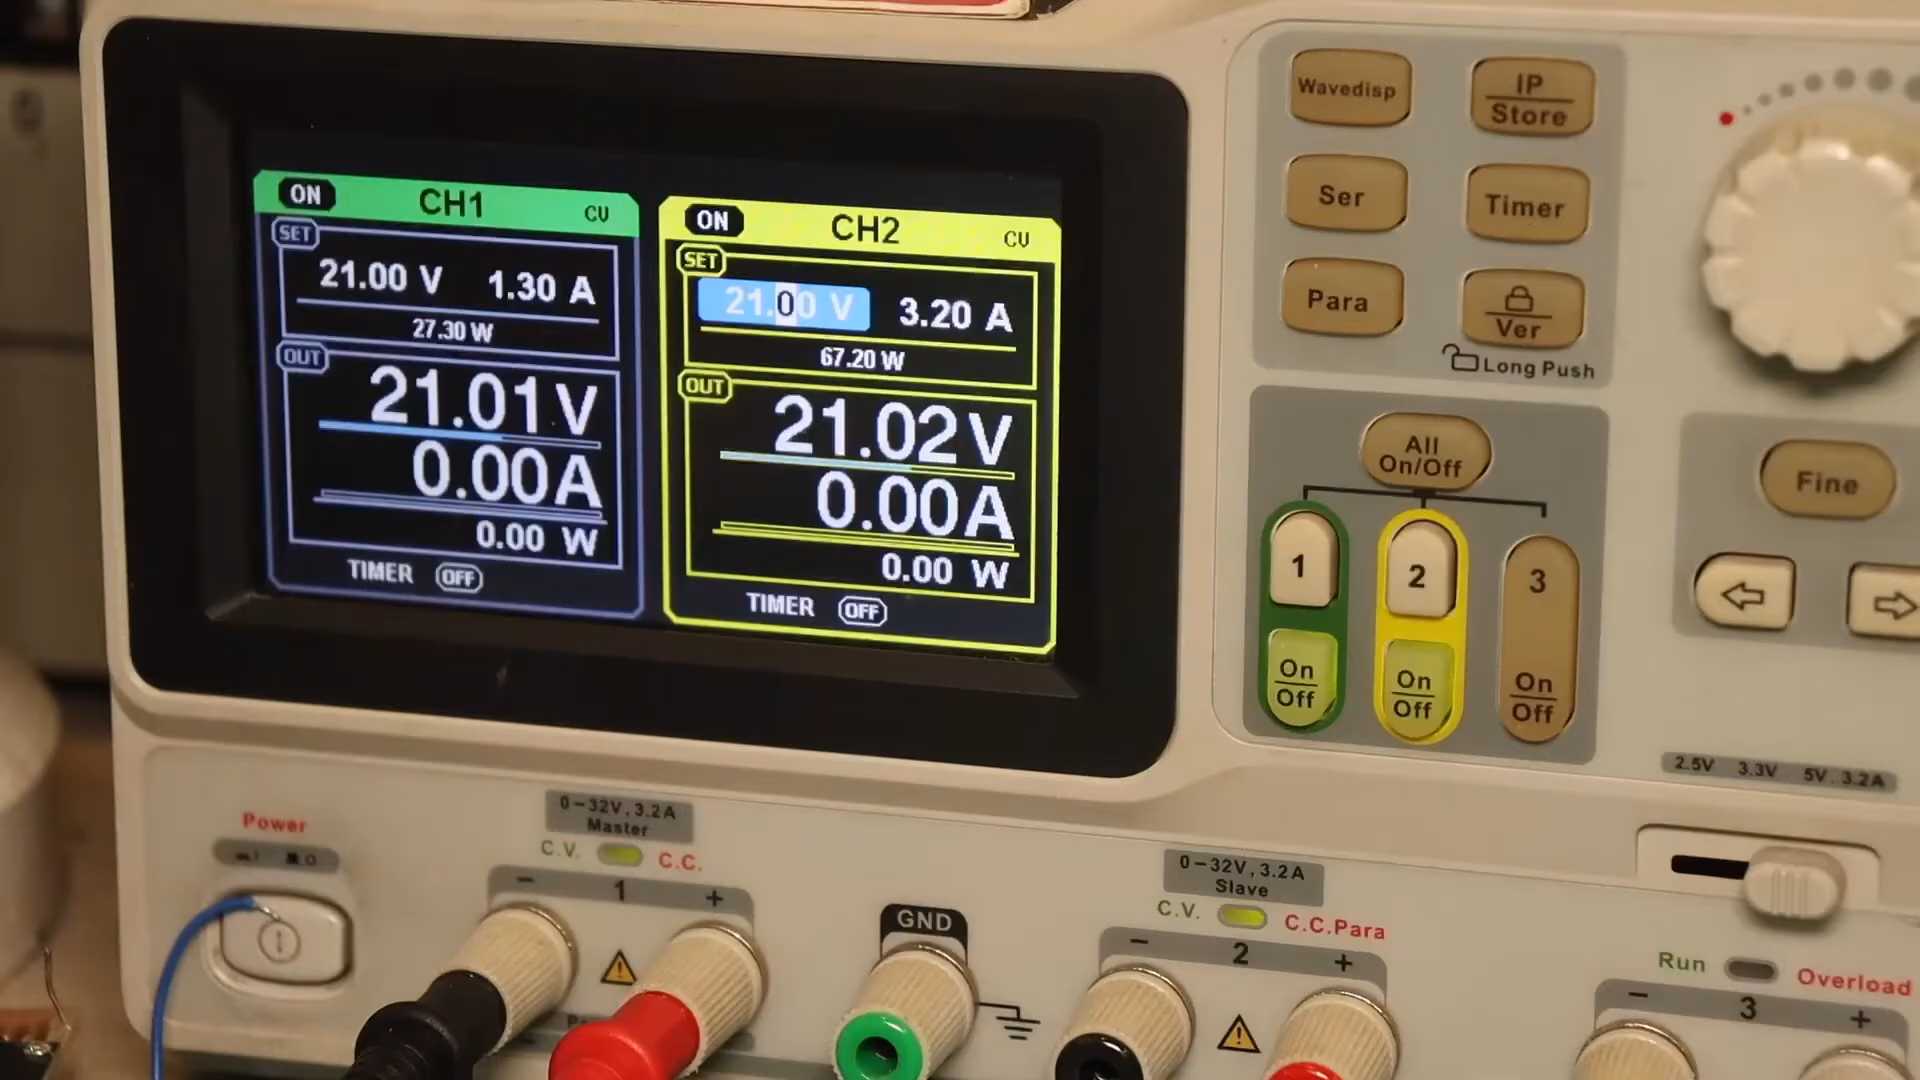 ON CH1 CV
SET
21.00 V 1.30 A
27.30 W
OUT
21.01 V
0.00 A
0.00 W
TIMER OFF
ON CH2 CV
SET
21.00 V 3.20 A
67.20 W
OUT
21.02 V
0.00 A
0.00 W
TIMER OFF
Wavedisp
IP
Store
Ser
Timer
Para
Ver
Long Push
All
On/Off
1
2
3
On
Off
On
Off
On
Off
Fine
2.5V 3.3V 5V, 3.2A
Power
0-32V, 3.2A
Master
C.V. C.C.
- 1 +
GND
0-32V, 3.2A
Slave
C.V. C.C.Para
- 2 +
Run Overload
- 3 +